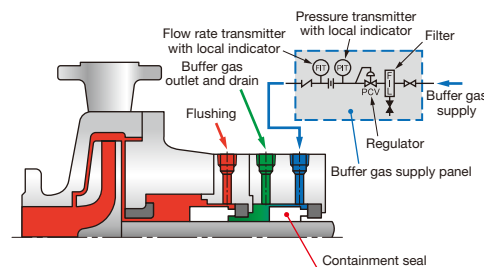 Flow rate transmitter
with local indicator
Pressure transmitter
with local indicator
Filter
Buffer gas
outlet and drain
FIT
PIT
FIL
PCV
Buffer gas
supply
Flushing
Regulator
Buffer gas supply panel
Containment seal